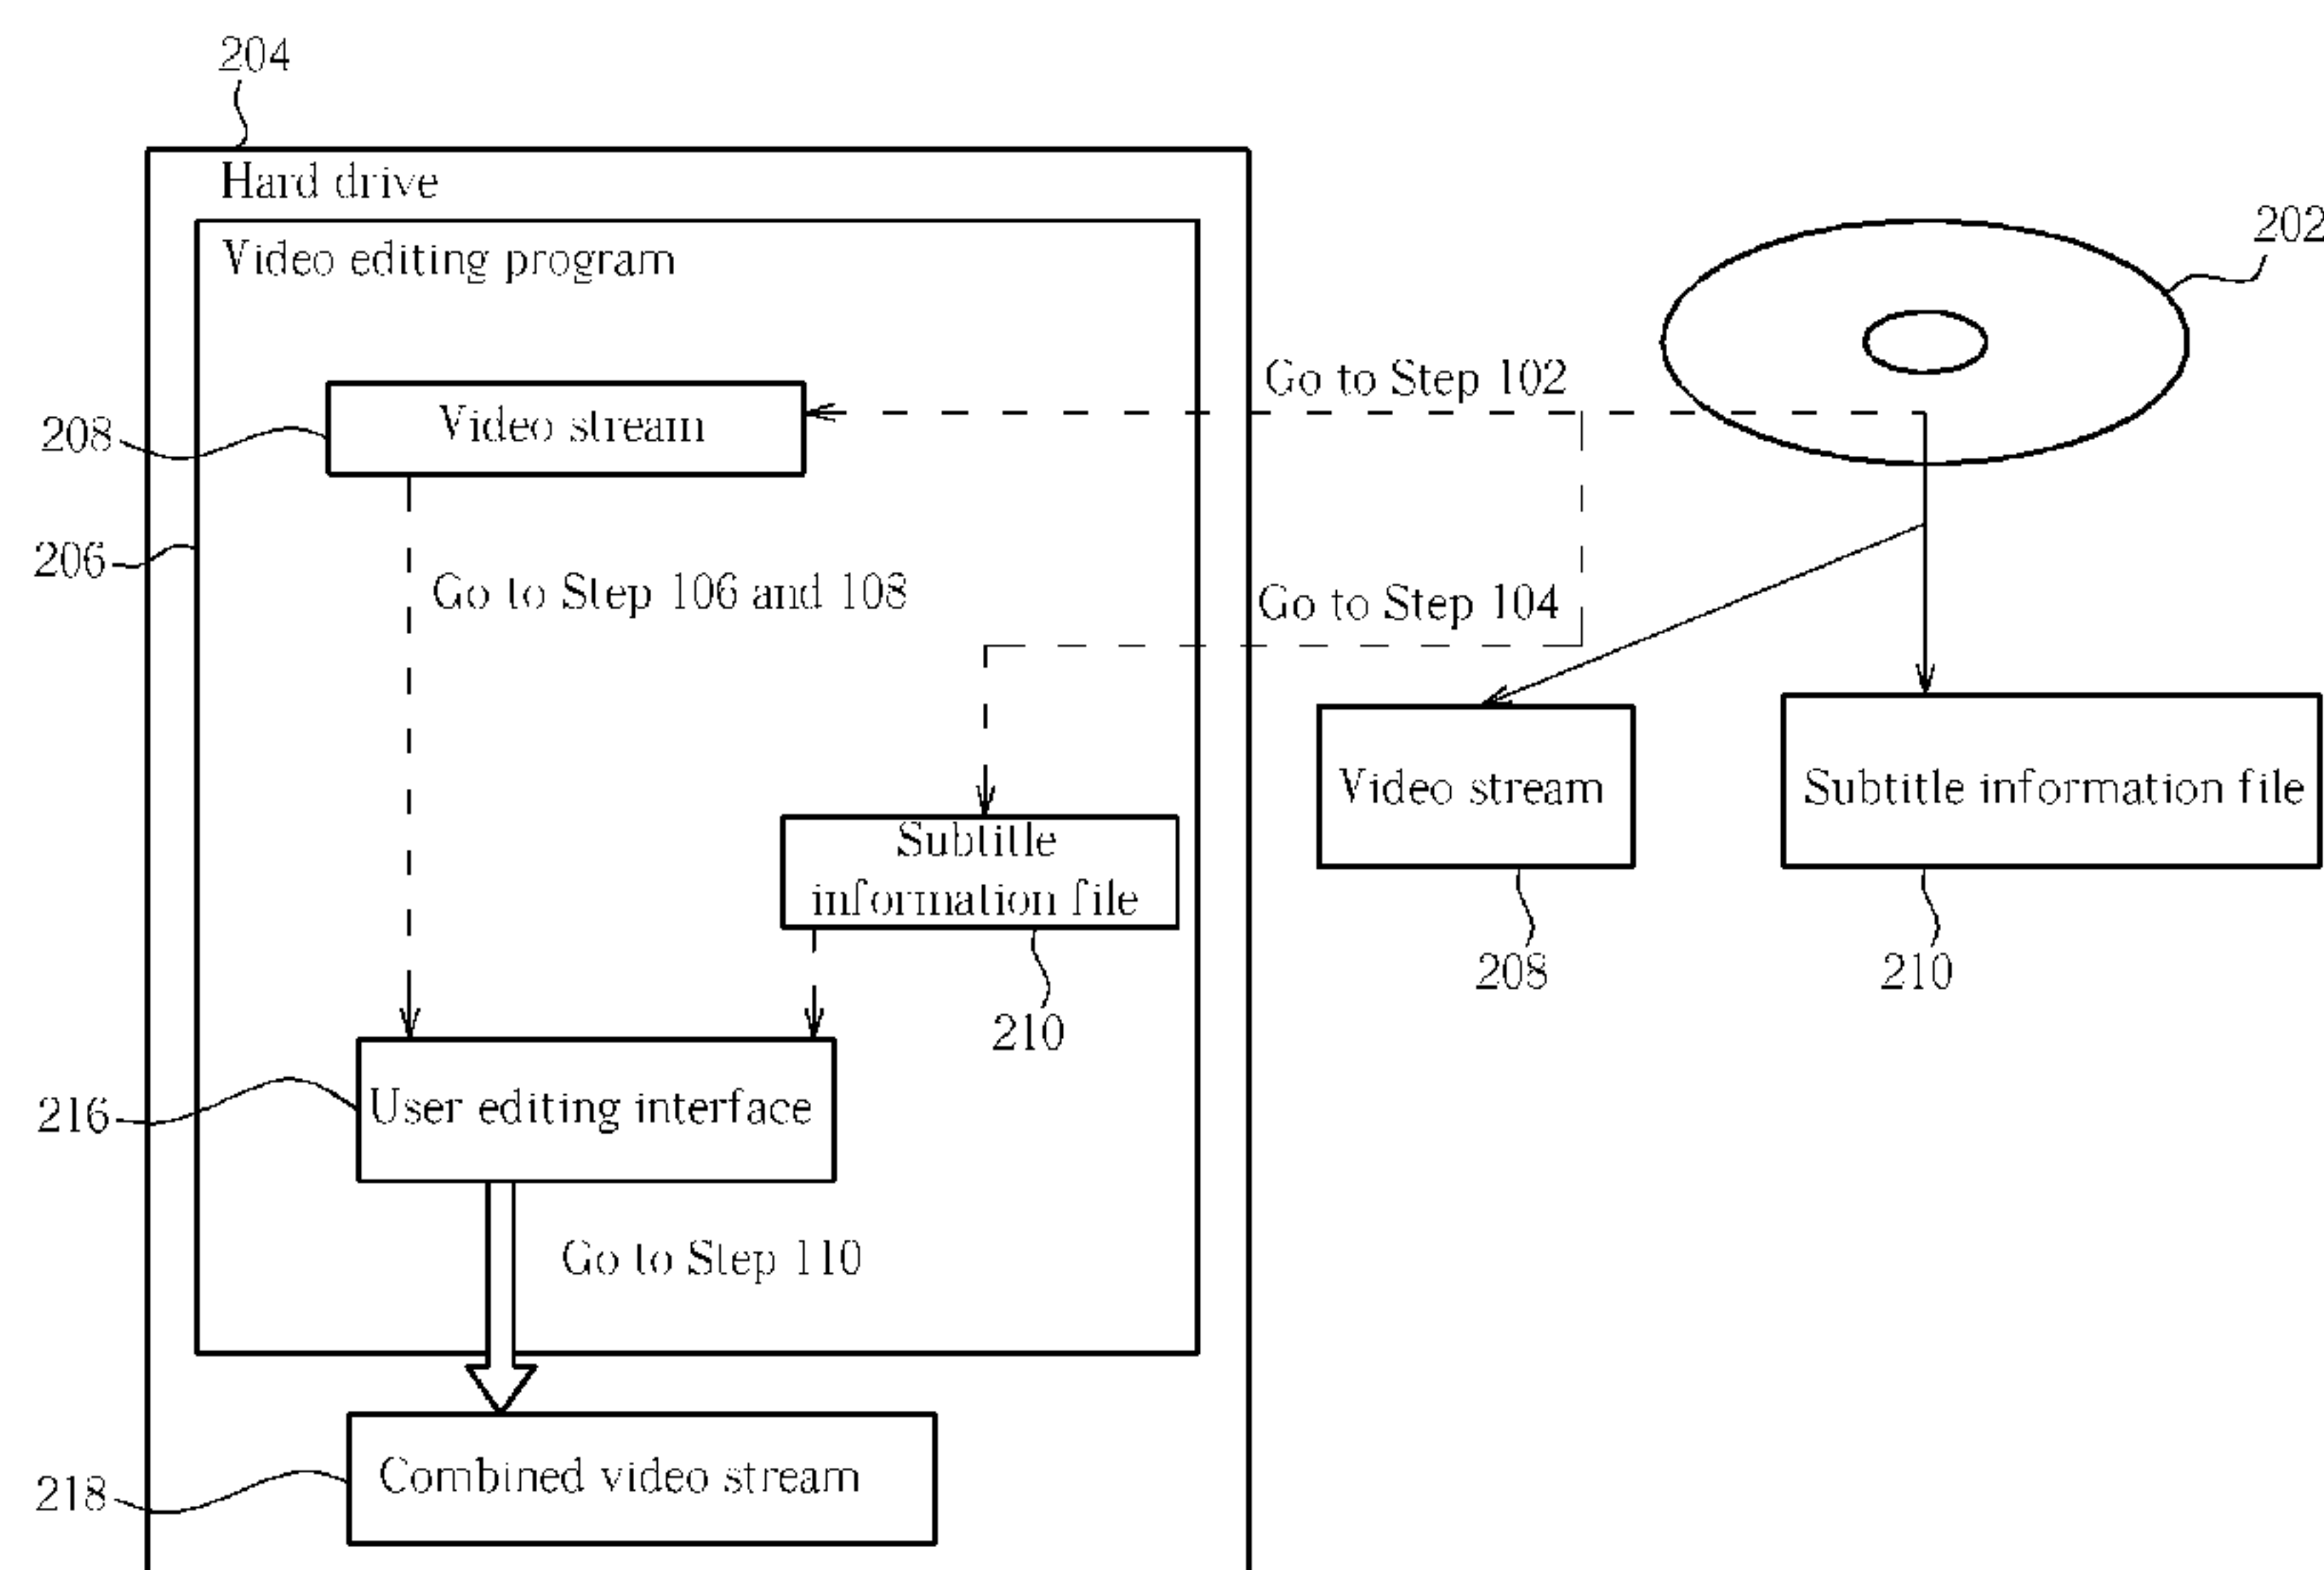 204
Hard drive
Video editing program
202
Go to Step 102
Video stream
208
206
Go to Step 106 and 108
Go to Step 104
Video stream
Subtitle information file
Subtitle
information file
208
210
210
User editing interface
216
Go to Step 110
Combined video stream
218